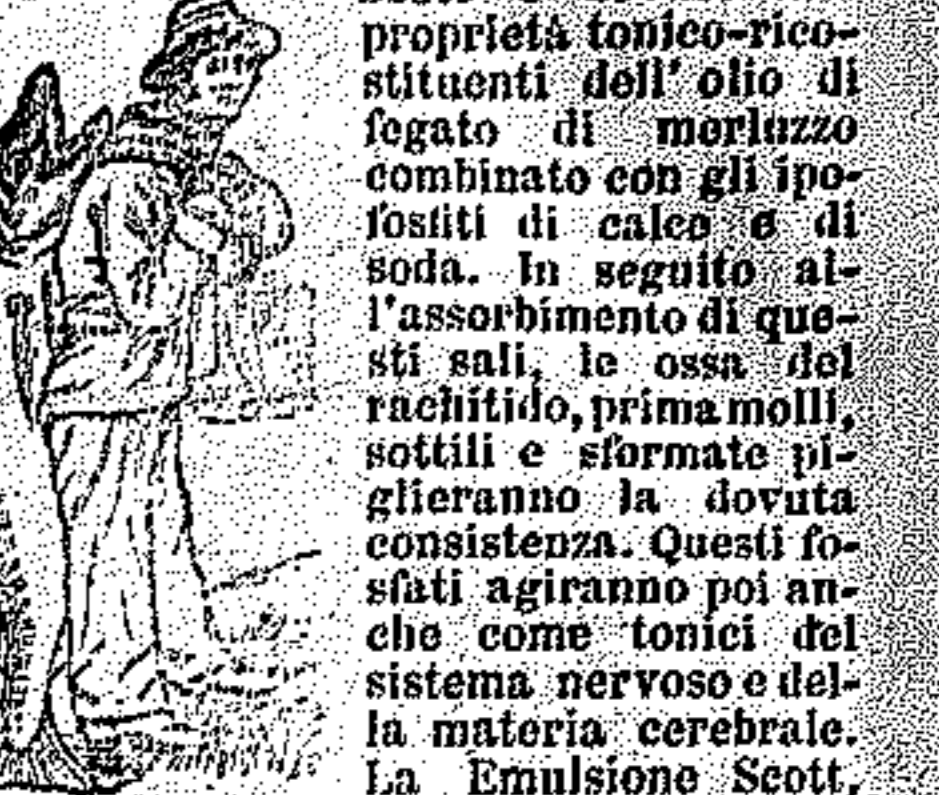 proprietà tonico-rico-
stituenti dell' olio di
fegato di merluzzo
combinato con gli ipo-
fosfiti di calce e di
soda. In seguito al-
l'assorbimento di que-
sti sali, le ossa del
rachitido, prima molli,
sottili e sformate pi-
glieranno la dovuta
consistenza. Questi fo-
sfati agiranno poi an-
che come tonici del
sistema nervoso e del-
la materia cerebrale.
La Emulsione Scott,